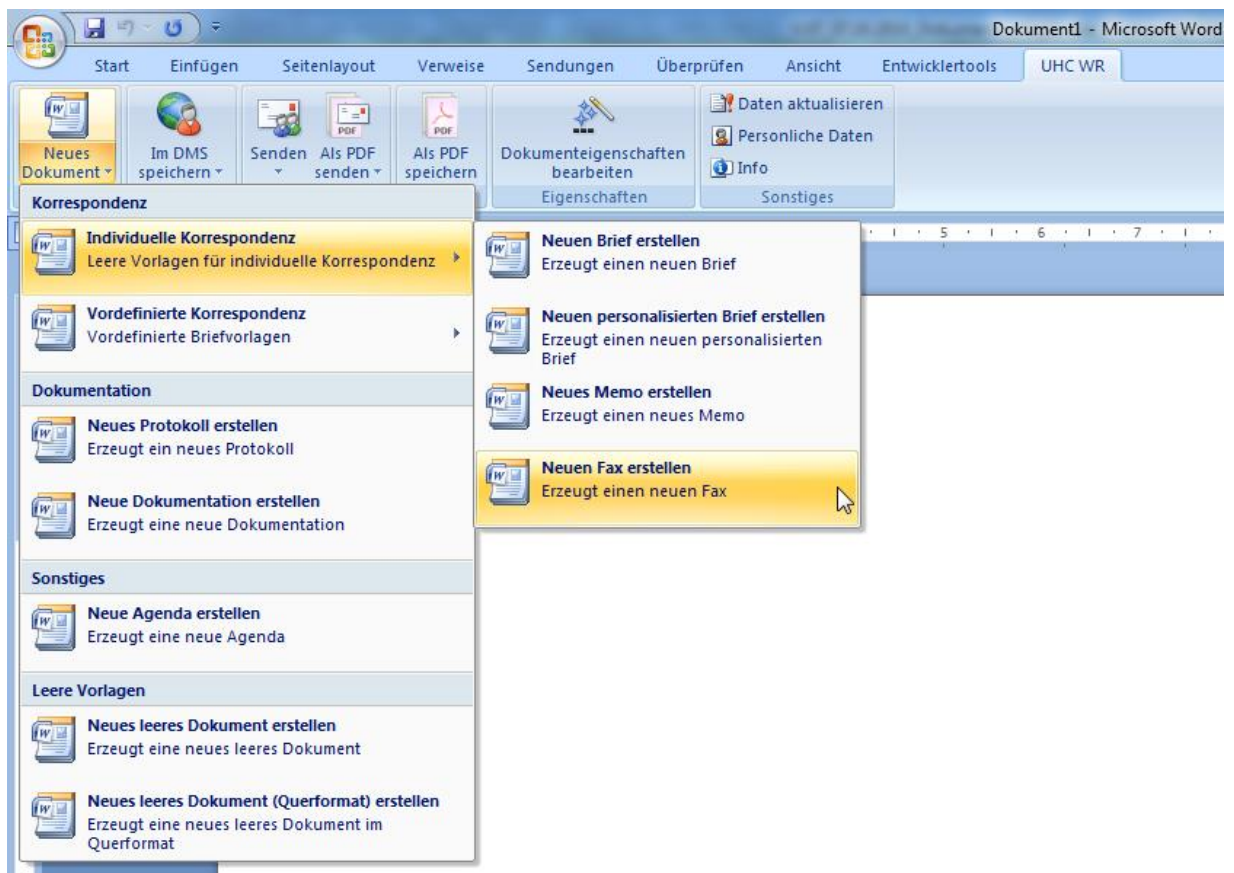 Dokument1 - Microsoft Word
Start Einfügen Seitenlayout Verweise Sendungen Überprüfen Ansicht Entwicklertools UHC WR
Neues Dokument
Im DMS speichern
Senden
Als PDF senden
Als PDF speichern
Dokumenteigenschaften bearbeiten
Daten aktualisieren
Personliche Daten
Info
Eigenschaften
Sonstiges
Korrespondenz
Individuelle Korrespondenz
Leere Vorlagen für individuelle Korrespondenz
Vordefinierte Korrespondenz
Vordefinierte Briefvorlagen
Dokumentation
Neues Protokoll erstellen
Erzeugt ein neues Protokoll
Neue Dokumentation erstellen
Erzeugt eine neue Dokumentation
Sonstiges
Neue Agenda erstellen
Erzeugt eine neue Agenda
Leere Vorlagen
Neues leeres Dokument erstellen
Erzeugt eine neues leeres Dokument
Neues leeres Dokument (Querformat) erstellen
Erzeugt eine neues leeres Dokument im
Querformat
Neuen Brief erstellen
Erzeugt einen neuen Brief
Neuen personalisierten Brief erstellen
Erzeugt einen neuen personalisierten
Brief
Neues Memo erstellen
Erzeugt einen neues Memo
Neuen Fax erstellen
Erzeugt einen neuen Fax
5 6 7